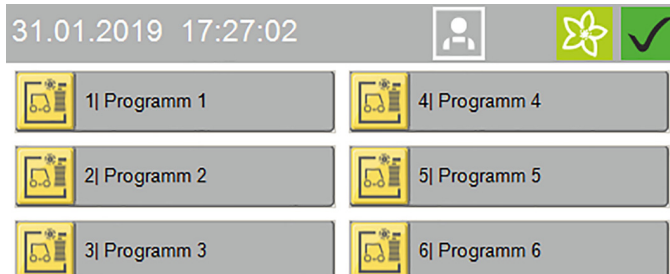 31.01.2019 17:27:02
1| Programm 1
4| Programm 4
2| Programm 2
5| Programm 5
3| Programm 3
6| Programm 6